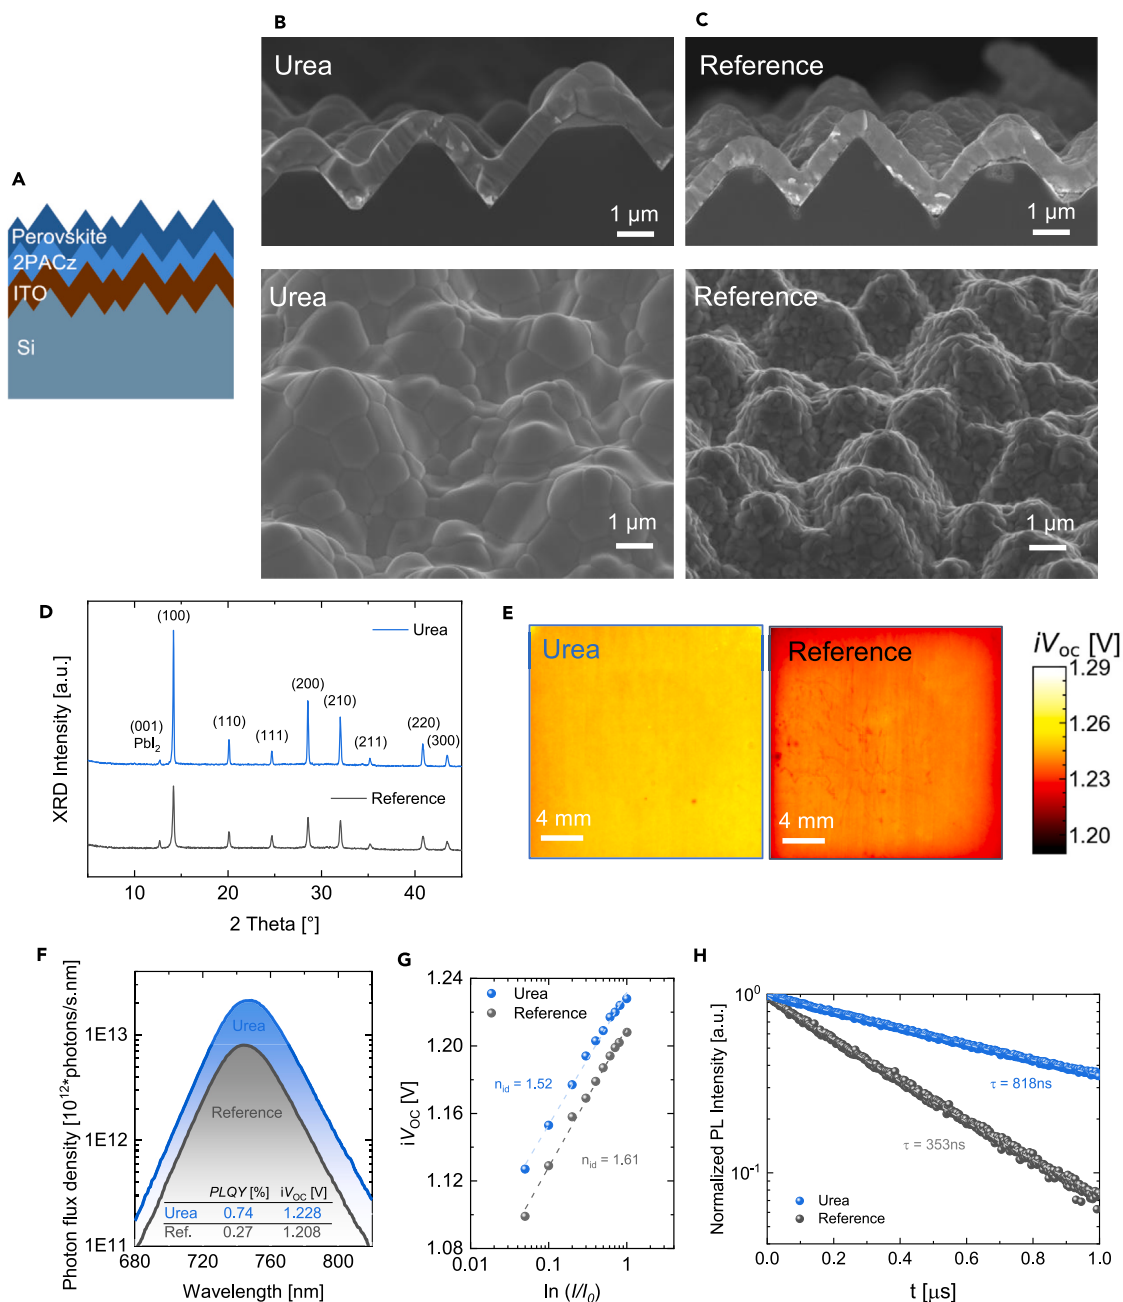 A
Perovskite
2PACz
ITO
Si
B
Urea
1 μm
C
Reference
1 μm
Urea
1 μm
Reference
1 μm
D
XRD Intensity [a.u.]
(100)
Urea
(001)
PbI2
(110)
(111)
(200)
(210)
(211)
(220)
(300)
Reference
10
20
30
40
2 Theta [°]
E
Urea
4 mm
Reference
4 mm
iVOC [V]
1.29
1.26
1.23
1.20
F
Photon flux density [10^12*photons/s.nm]
1E13
1E12
1E11
Urea
Reference
PLQY [%] iVOC [V]
Urea 0.74 1.228
Ref. 0.27 1.208
680
720
760
800
Wavelength [nm]
G
iVOC [V]
1.24
1.20
1.16
1.12
1.08
Urea
Reference
nid = 1.52
nid = 1.61
0.01
0.1
1
ln (I/I0)
H
Normalized PL Intensity [a.u.]
10^0
10^-1
τ = 818ns
τ = 353ns
Urea
Reference
0.0
0.2
0.4
0.6
0.8
1.0
t [μs]